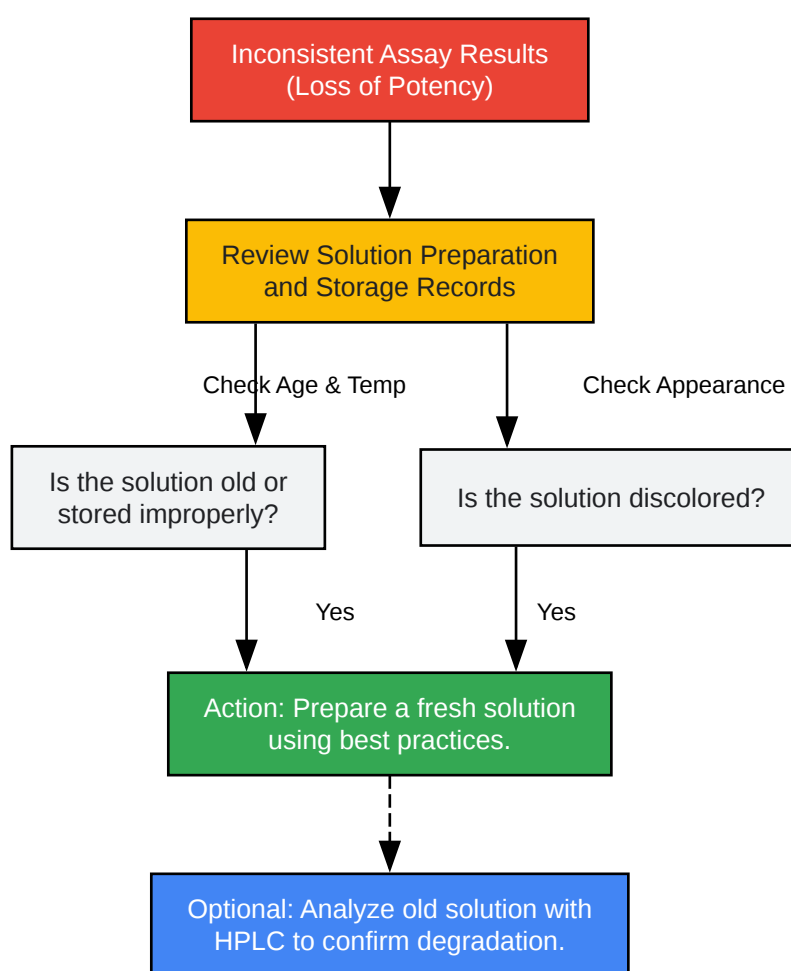 Inconsistent Assay Results
(Loss of Potency)
Review Solution Preparation
and Storage Records
Check Age & Temp
Check Appearance
Is the solution old or
stored improperly?
Is the solution discolored?
Yes
Yes
Action: Prepare a fresh solution
using best practices.
Optional: Analyze old solution with
HPLC to confirm degradation.